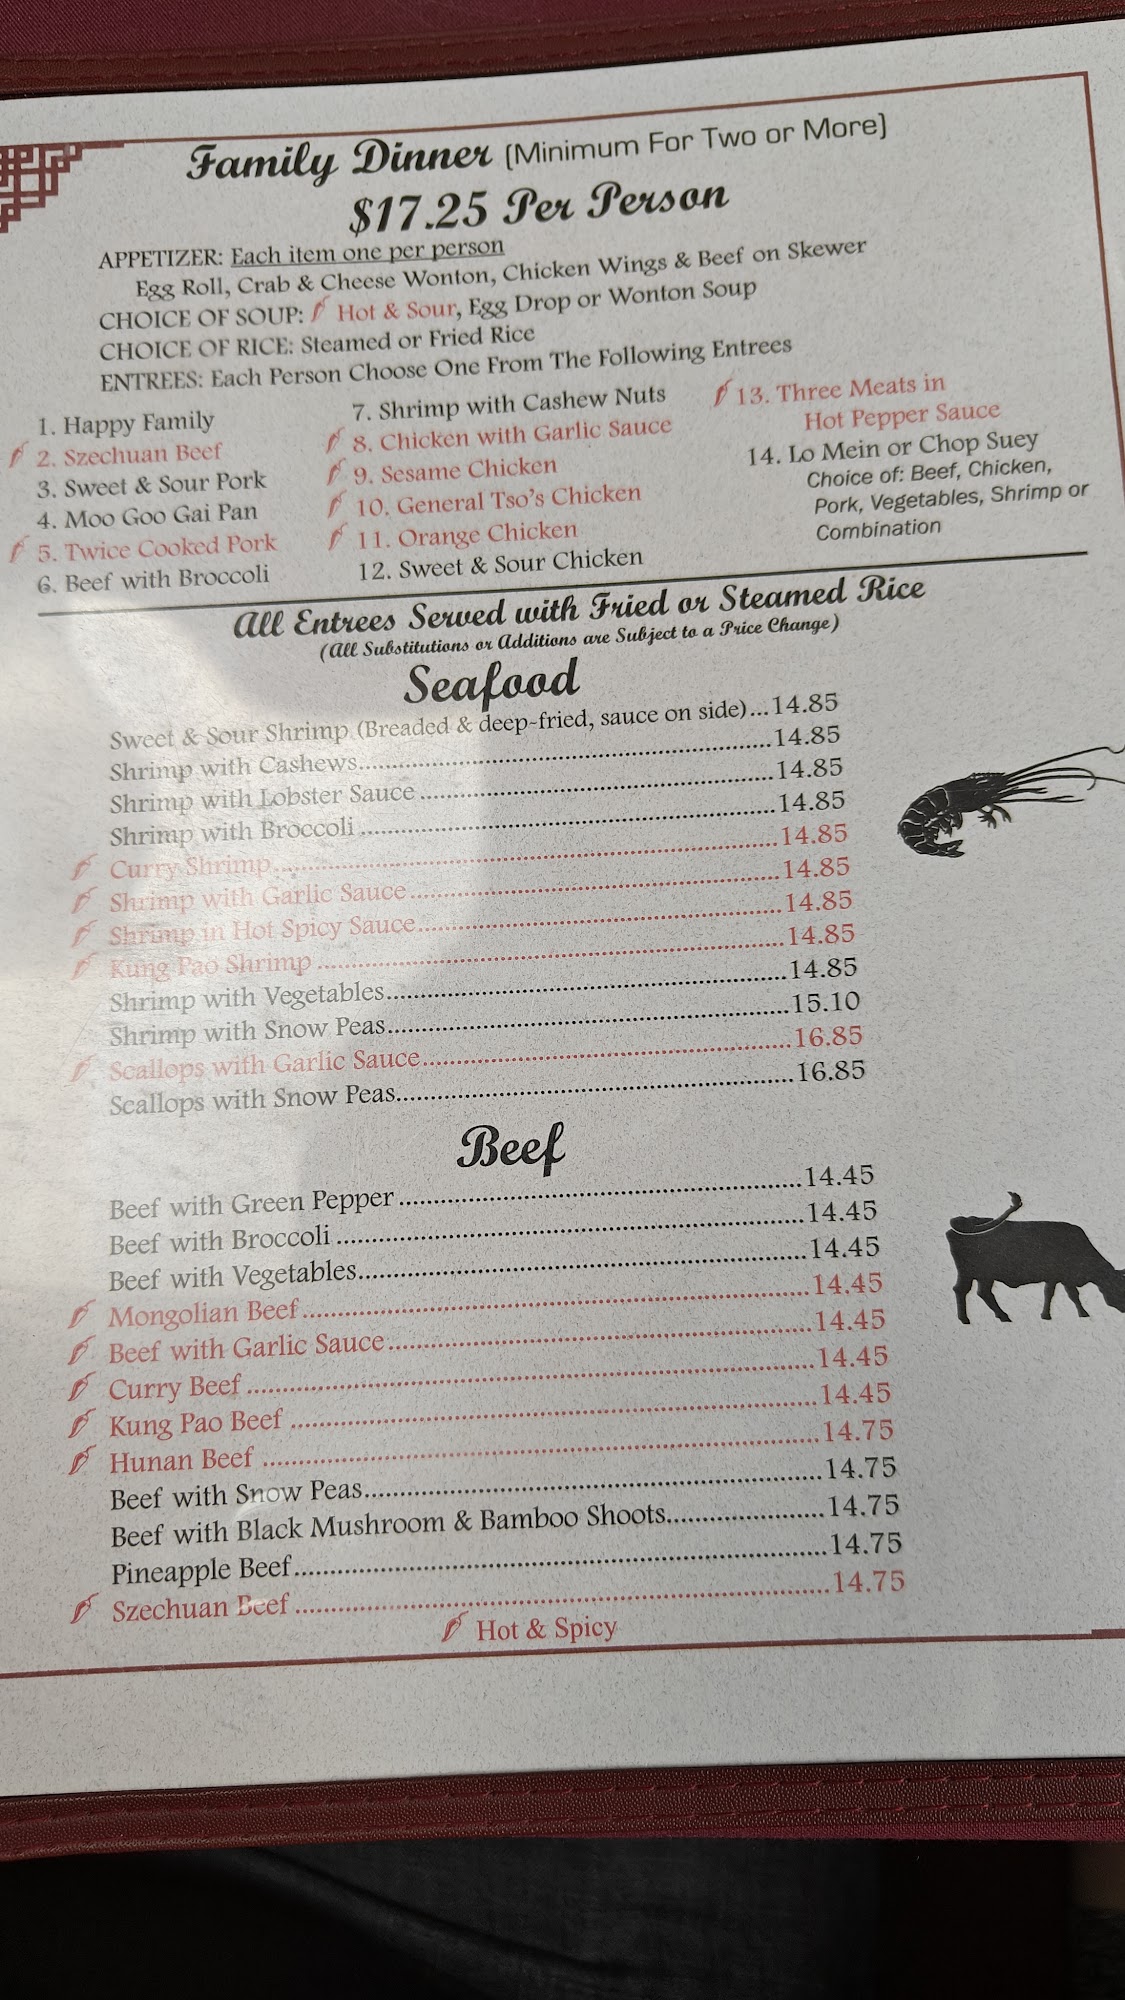 Family Dinner (Minimum For Two or More)
$17.25 Per Person
APPETIZER: Each item one per person
Egg Roll, Crab & Cheese Wonton, Chicken Wings & Beef on Skewer
CHOICE OF SOUP: Hot & Sour, Egg Drop or Wonton Soup
CHOICE OF RICE: Steamed or Fried Rice
ENTREES: Each Person Choose One From The Following Entrees
1. Happy Family
2. Szechuan Beef
3. Sweet & Sour Pork
4. Moo Goo Gai Pan
5. Twice Cooked Pork
6. Beef with Broccoli
7. Shrimp with Cashew Nuts
8. Chicken with Garlic Sauce
9. Sesame Chicken
10. General Tso's Chicken
11. Orange Chicken
12. Sweet & Sour Chicken
13. Three Meats in
Hot Pepper Sauce
14. Lo Mein or Chop Suey
Choice of: Beef, Chicken,
Pork, Vegetables, Shrimp or
Combination
All Entrees Served with Fried or Steamed Rice
(All Substitutions or Additions are Subject to a Price Change)
Seafood
Sweet & Sour Shrimp (Breaded & deep-fried, sauce on side)...14.85
Shrimp with Cashews...14.85
Shrimp with Lobster Sauce...14.85
Shrimp with Broccoli...14.85
Curry Shrimp...14.85
Shrimp with Garlic Sauce...14.85
Shrimp in Hot Spicy Sauce...14.85
Kung Pao Shrimp...14.85
Shrimp with Vegetables...14.85
Shrimp with Snow Peas...15.10
Scallops with Garlic Sauce...16.85
Scallops with Snow Peas...16.85
Beef
Beef with Green Pepper...14.45
Beef with Broccoli...14.45
Beef with Vegetables...14.45
Mongolian Beef...14.45
Beef with Garlic Sauce...14.45
Curry Beef...14.45
Kung Pao Beef...14.45
Hunan Beef...14.75
Beef with Snow Peas...14.75
Beef with Black Mushroom & Bamboo Shoots...14.75
Pineapple Beef...14.75
Szechuan Beef...14.75
Hot & Spicy